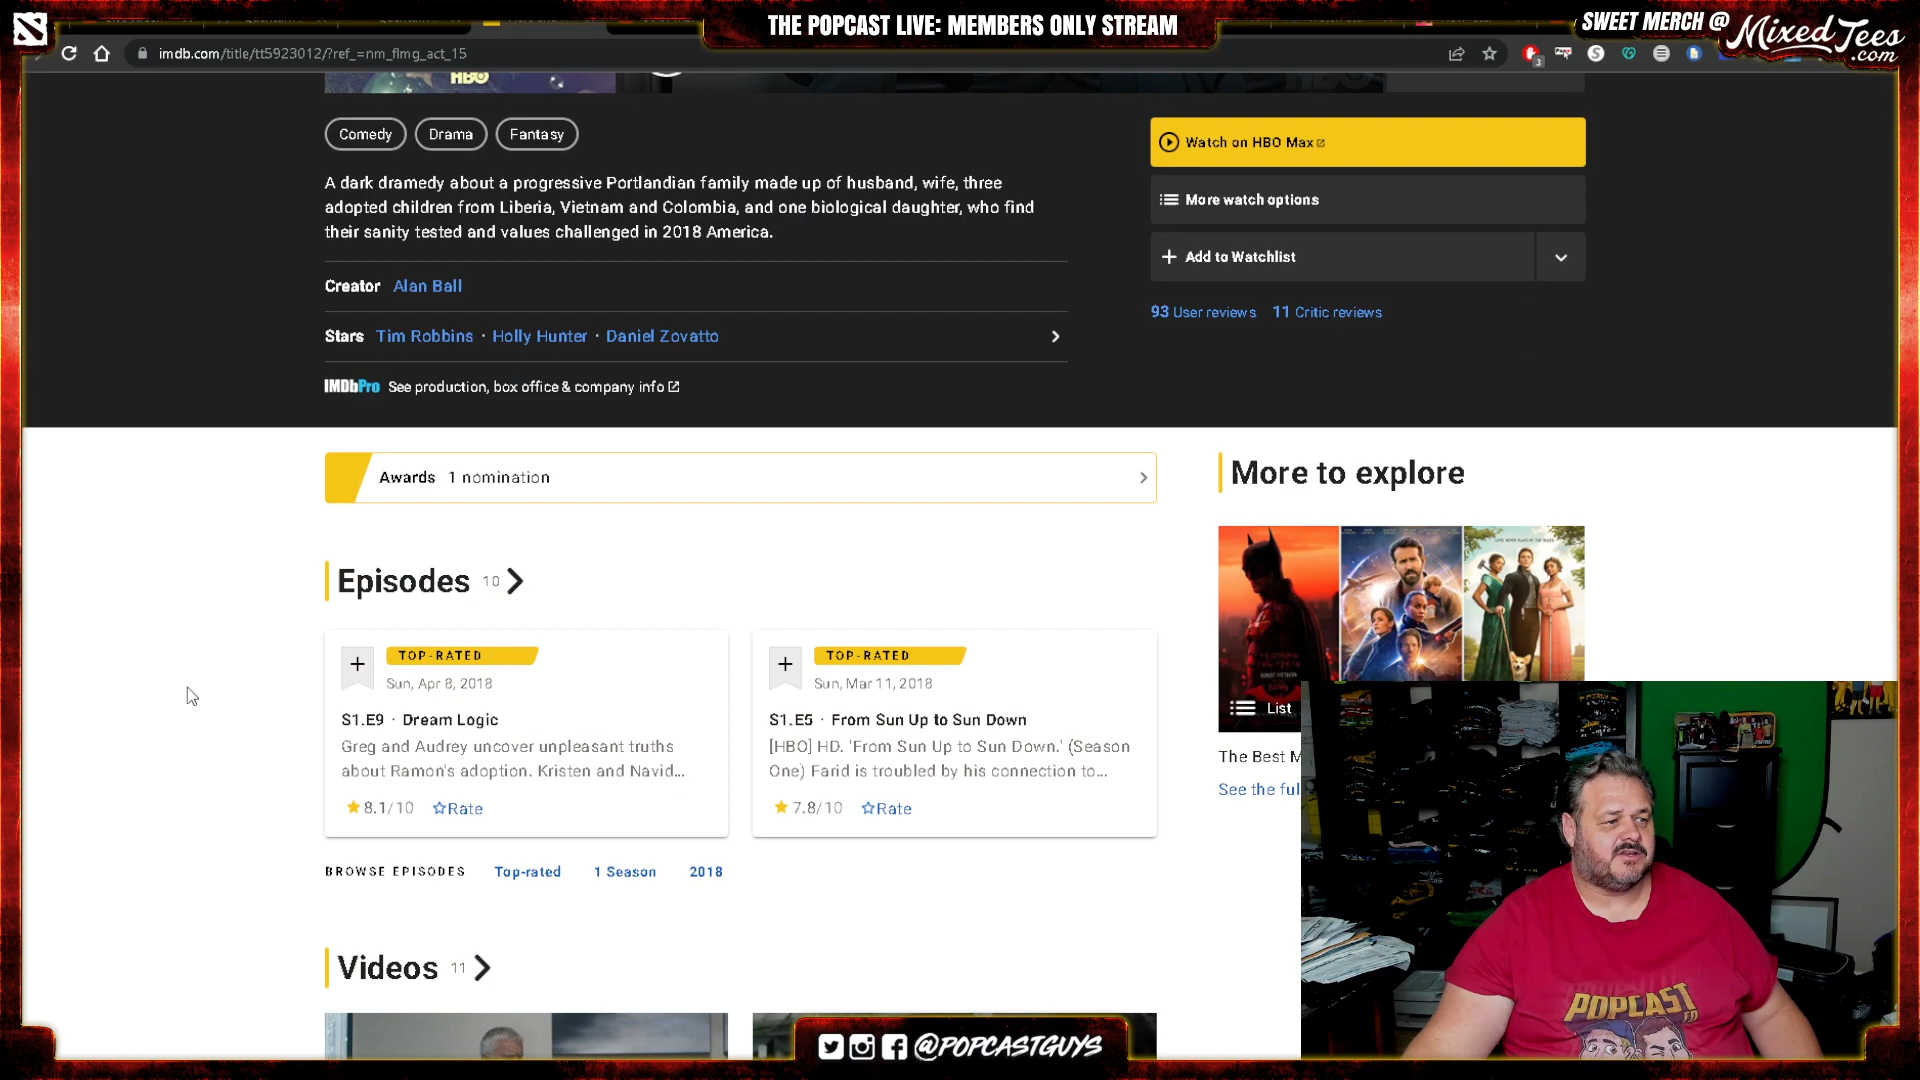 THE POPCAST LIVE: MEMBERS ONLY STREAM
SWEET MERCH @
MixedTees
.com
imdb.com/title/tt5923012/?ref_=nm_flmg_act_15
3
HBO
Comedy
Drama
Fantasy
Watch on HBO Max
A dark dramedy about a progressive Portlandian family made up of husband, wife, three
adopted children from Liberia, Vietnam and Colombia, and one biological daughter, who find
their sanity tested and values challenged in 2018 America.
More watch options
Add to Watchlist
Creator Alan Ball
93 User reviews 11 Critic reviews
Stars Tim Robbins · Holly Hunter · Daniel Zovatto
IMDbPro See production, box office & company info
Awards 1 nomination
More to explore
Episodes 10
TOP-RATED
Sun, Apr 8, 2018
S1.E9 · Dream Logic
Greg and Audrey uncover unpleasant truths
about Ramon's adoption. Kristen and Navid...
8.1/10 Rate
TOP-RATED
Sun, Mar 11, 2018
S1.E5 · From Sun Up to Sun Down
[HBO] HD. 'From Sun Up to Sun Down.' (Season
One) Farid is troubled by his connection to...
7.8/10 Rate
List
The Best M
See the ful
BROWSE EPISODES Top-rated 1 Season 2018
Videos 11
POPCAST
@POPCASTGUYS